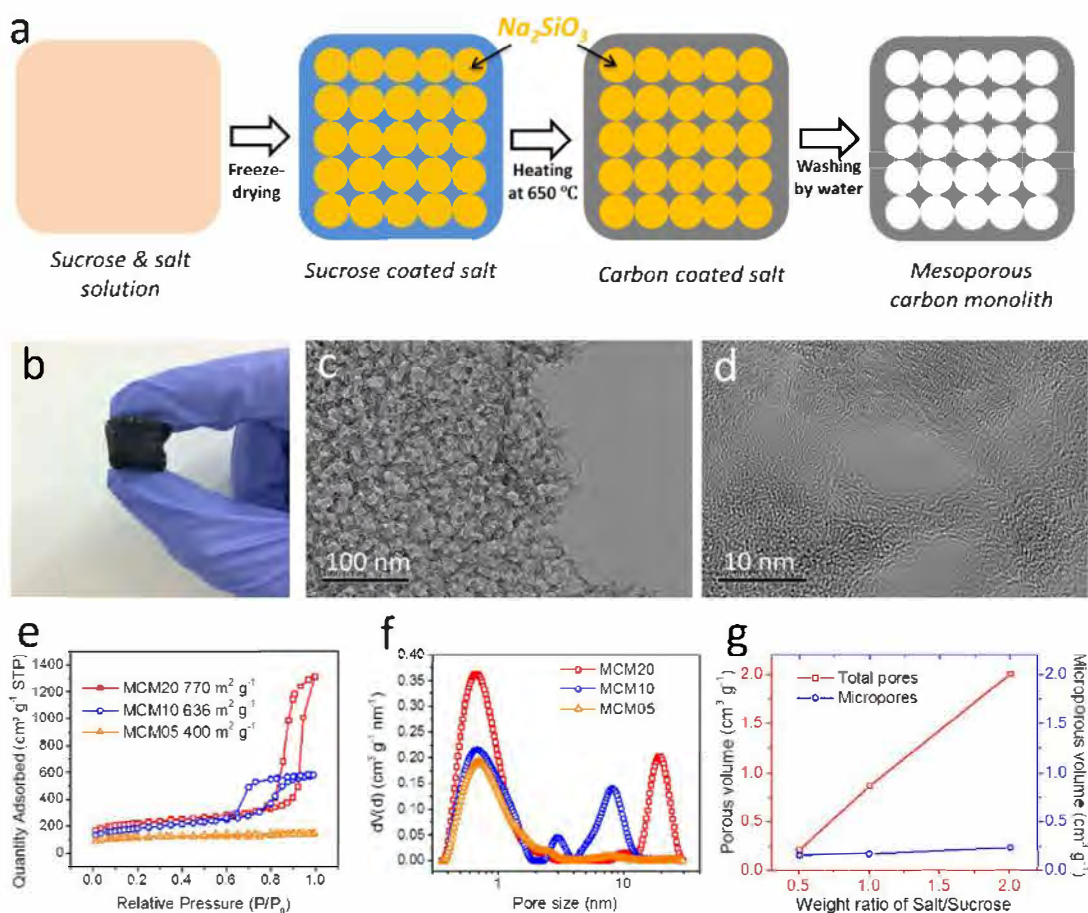 a
Na₂SiO₃
Freeze-
drying
Heating
at 650 °C
Washing
by water
Sucrose & salt
solution
Sucrose coated salt
Carbon coated salt
Mesoporous
carbon monolith
b
c
100 nm
d
10 nm
e
Quantity Adsorbed (cm³ g⁻¹ STP)
1400
1200
1000
800
600
400
200
0
MCM20 770 m² g⁻¹
MCM10 636 m² g⁻¹
MCM05 400 m² g⁻¹
0.0 0.2 0.4 0.6 0.8 1.0
Relative Pressure (P/P₀)
f
dV(d) (cm³ g⁻¹ nm⁻¹)
0.40
0.35
0.30
0.25
0.20
0.15
0.10
0.05
0.00
MCM20
MCM10
MCM05
1 10
Pore size (nm)
g
Porous volume (cm³ g⁻¹)
2.0
1.5
1.0
0.5
0.0
Total pores
Micropores
2.0
1.5
1.0
0.5
0.0
Microporous volume (cm³ g⁻¹)
0.5 1.0 1.5 2.0
Weight ratio of Salt/Sucrose